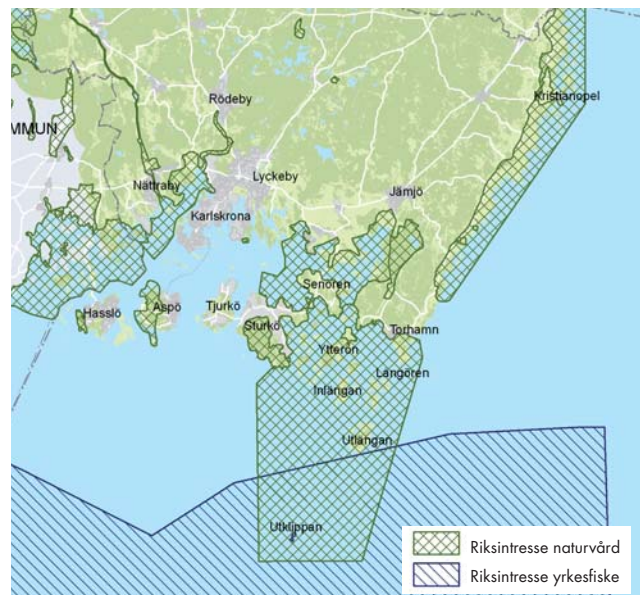 Kristianopel
Rödeby
MMUN
Lyckeby
Nättraby
Jämjö
Karlskrona
Senoren
Hasslö
Aspö
Tjurkö
Sturkö
Torhamn
Ytterön
Långören
Inlängan
Utlängan
Utklippan
Riksintresse naturvård
Riksintresse yrkesfiske